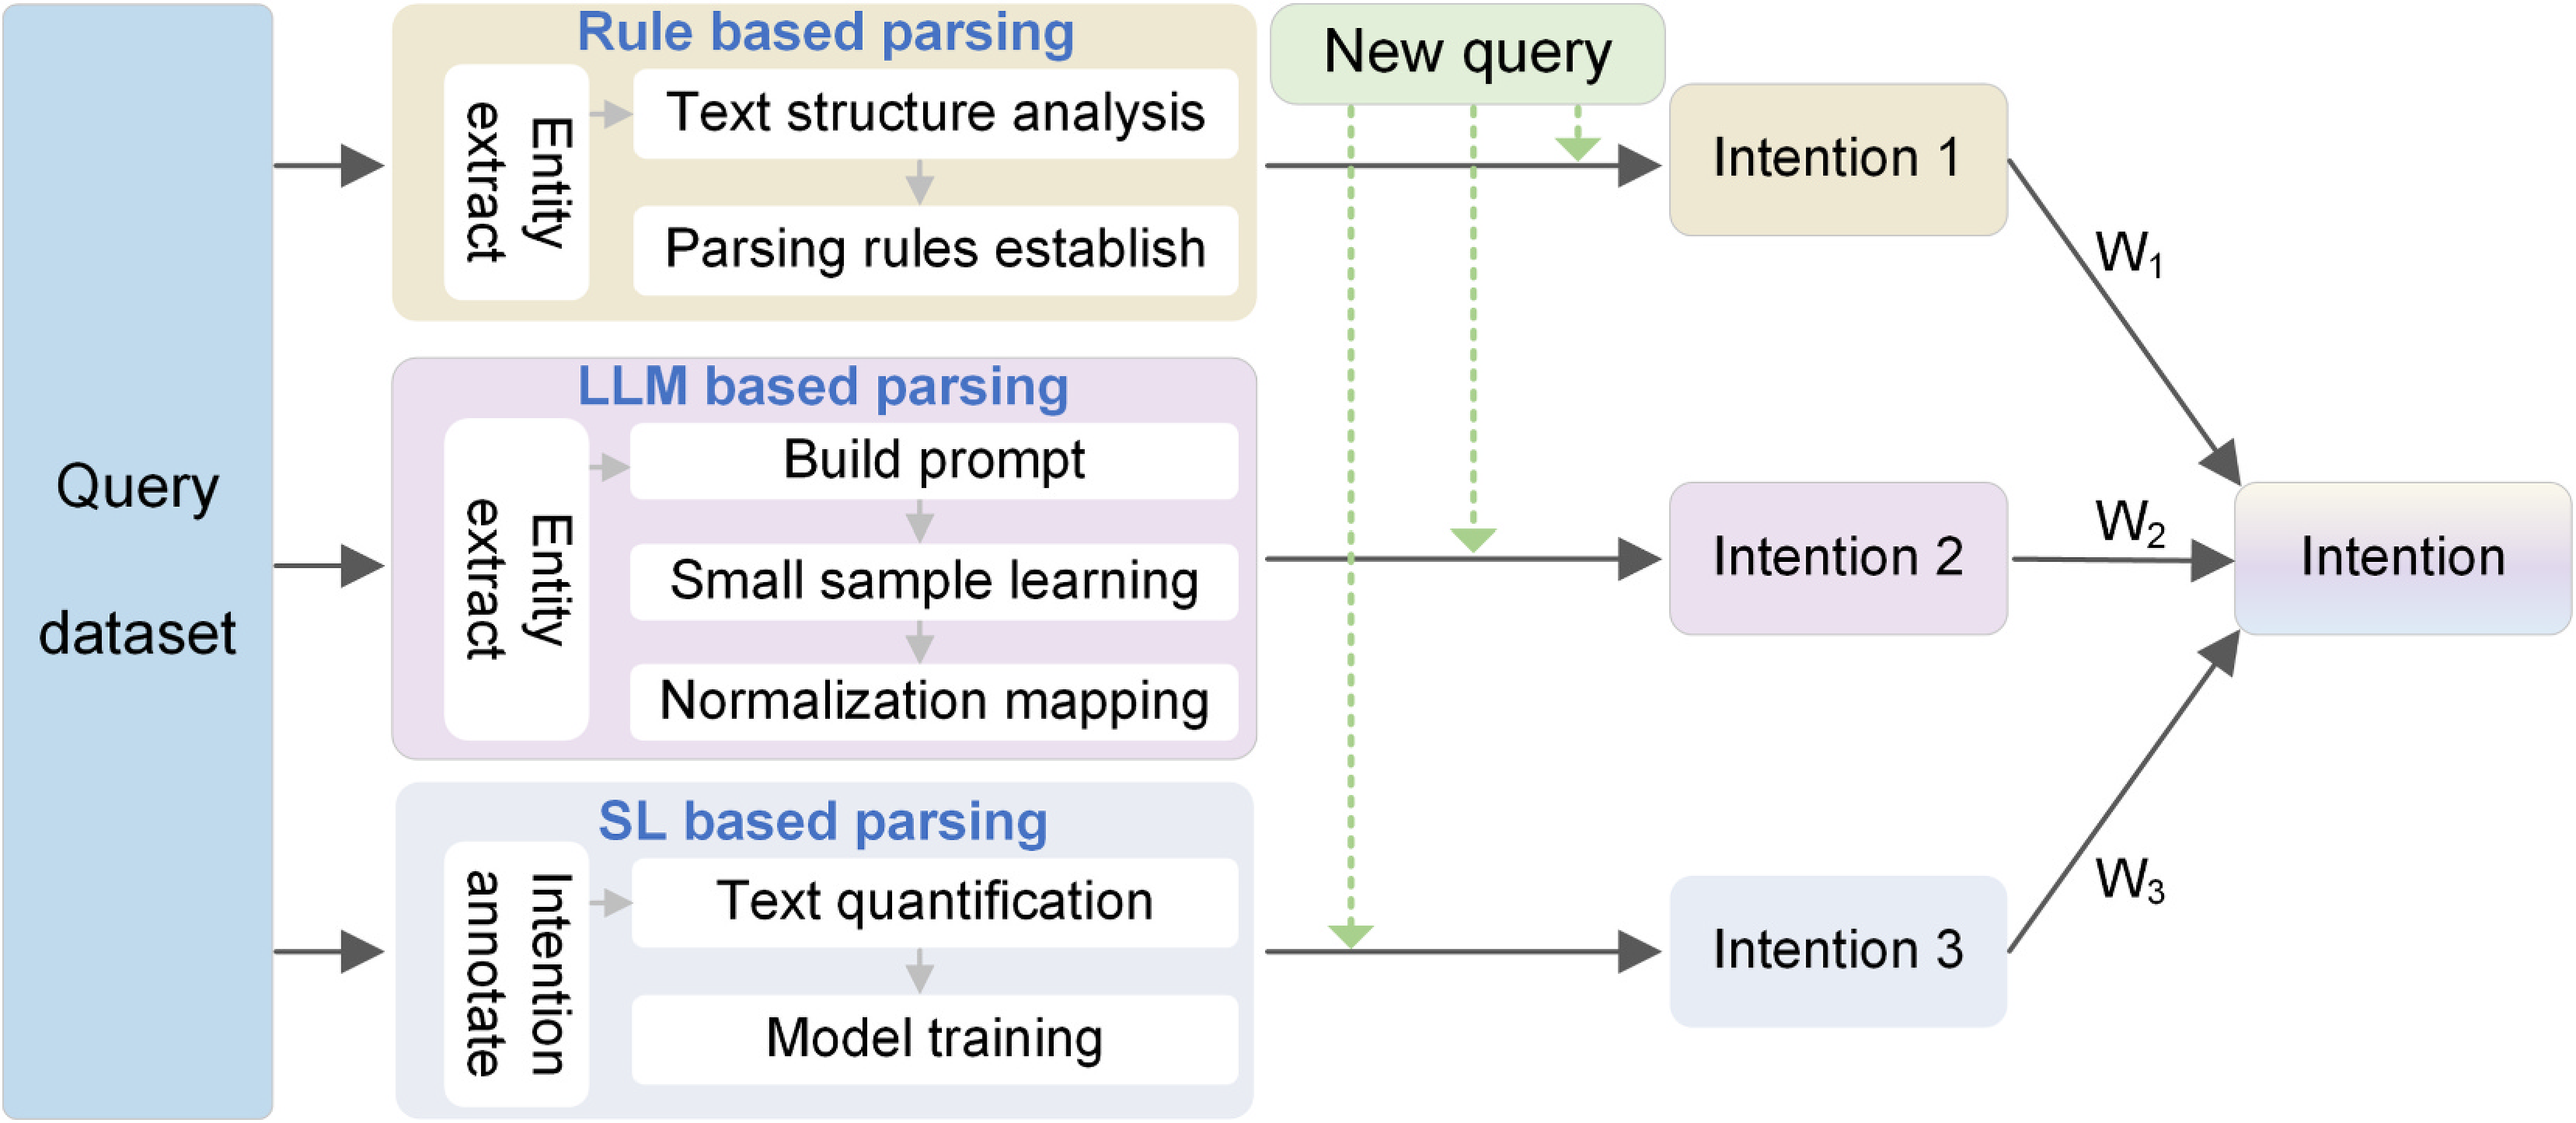 Query
dataset
Rule based parsing
Entity
extract
Text structure analysis
Parsing rules establish
LLM based parsing
Entity
extract
Build prompt
Small sample learning
Normalization mapping
SL based parsing
Intention
annotate
Text quantification
Model training
New query
Intention 1
Intention 2
Intention 3
W₁
W₂
W₃
Intention